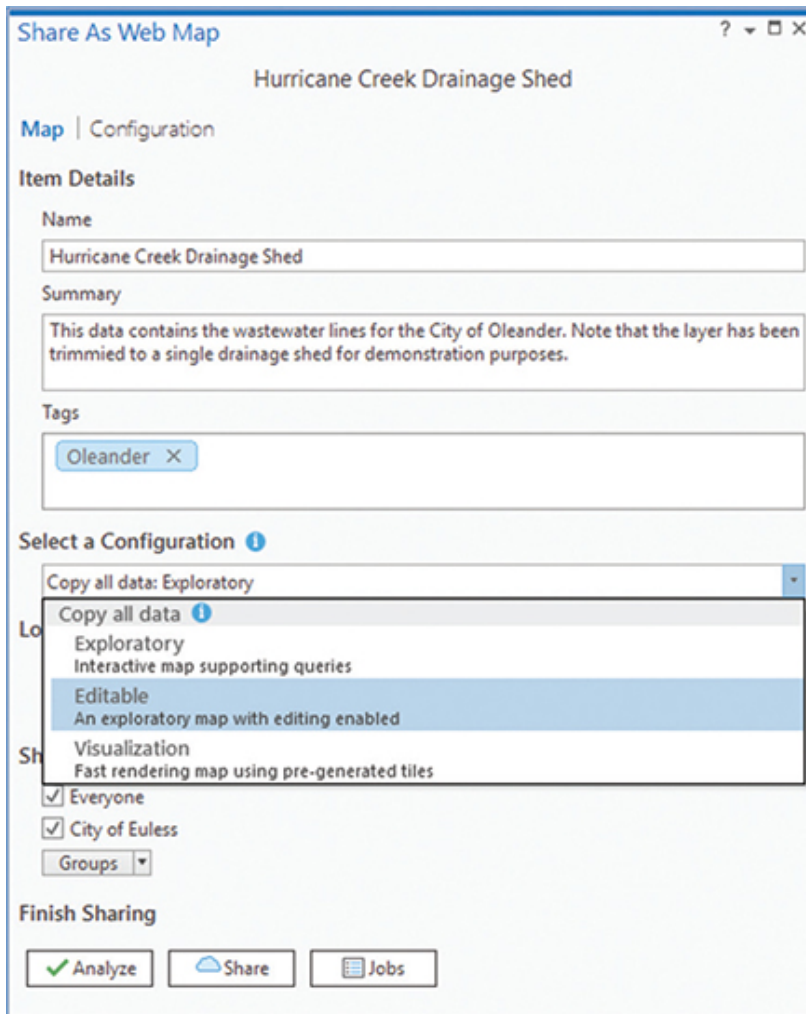 Share As Web Map ?
Hurricane Creek Drainage Shed
Map | Configuration
Item Details
Name
Hurricane Creek Drainage Shed
Summary
This data contains the wastewater lines for the City of Oleander. Note that the layer has been
trimmied to a single drainage shed for demonstration purposes.
Tags
Oleander ×
Select a Configuration i
Copy all data: Exploratory
Copy all data i
Lo
Exploratory
Interactive map supporting queries
Editable
An exploratory map with editing enabled
Visualization
Sh
Fast rendering map using pre-generated tiles
Everyone
City of Euless
Groups
Finish Sharing
Analyze Share Jobs